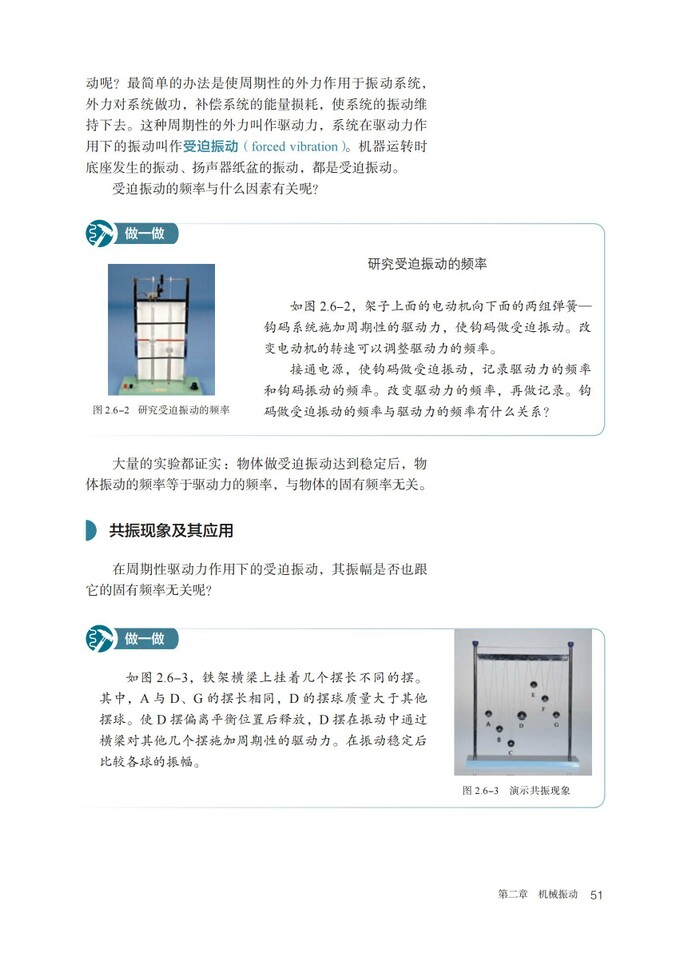 动呢？最简单的办法是使周期性的外力作用于振动系统，
外力对系统做功，补偿系统的能量损耗，使系统的振动维
持下去。这种周期性的外力叫作驱动力，系统在驱动力作
用下的振动叫作受迫振动（forced vibration）。机器运转时
底座发生的振动、扬声器纸盆的振动，都是受迫振动。
受迫振动的频率与什么因素有关呢？
做一做
研究受迫振动的频率
如图 2.6-2，架子上面的电动机向下面的两组弹簧—
钩码系统施加周期性的驱动力，使钩码做受迫振动。改
变电动机的转速可以调整驱动力的频率。
接通电源，使钩码做受迫振动，记录驱动力的频率
和钩码振动的频率。改变驱动力的频率，再做记录。钩
码做受迫振动的频率与驱动力的频率有什么关系？
图 2.6-2 研究受迫振动的频率
大量的实验都证实：物体做受迫振动达到稳定后，物
体振动的频率等于驱动力的频率，与物体的固有频率无关。
共振现象及其应用
在周期性驱动力作用下的受迫振动，其振幅是否也跟
它的固有频率无关呢？
做一做
如图 2.6-3，铁架横梁上挂着几个摆长不同的摆。
其中，A 与 D、G 的摆长相同，D 的摆球质量大于其他
摆球。使 D 摆偏离平衡位置后释放，D 摆在振动中通过
横梁对其他几个摆施加周期性的驱动力。在振动稳定后
比较各球的振幅。
A
B
C
D
E
F
G
图 2.6-3 演示共振现象
第二章 机械振动 51